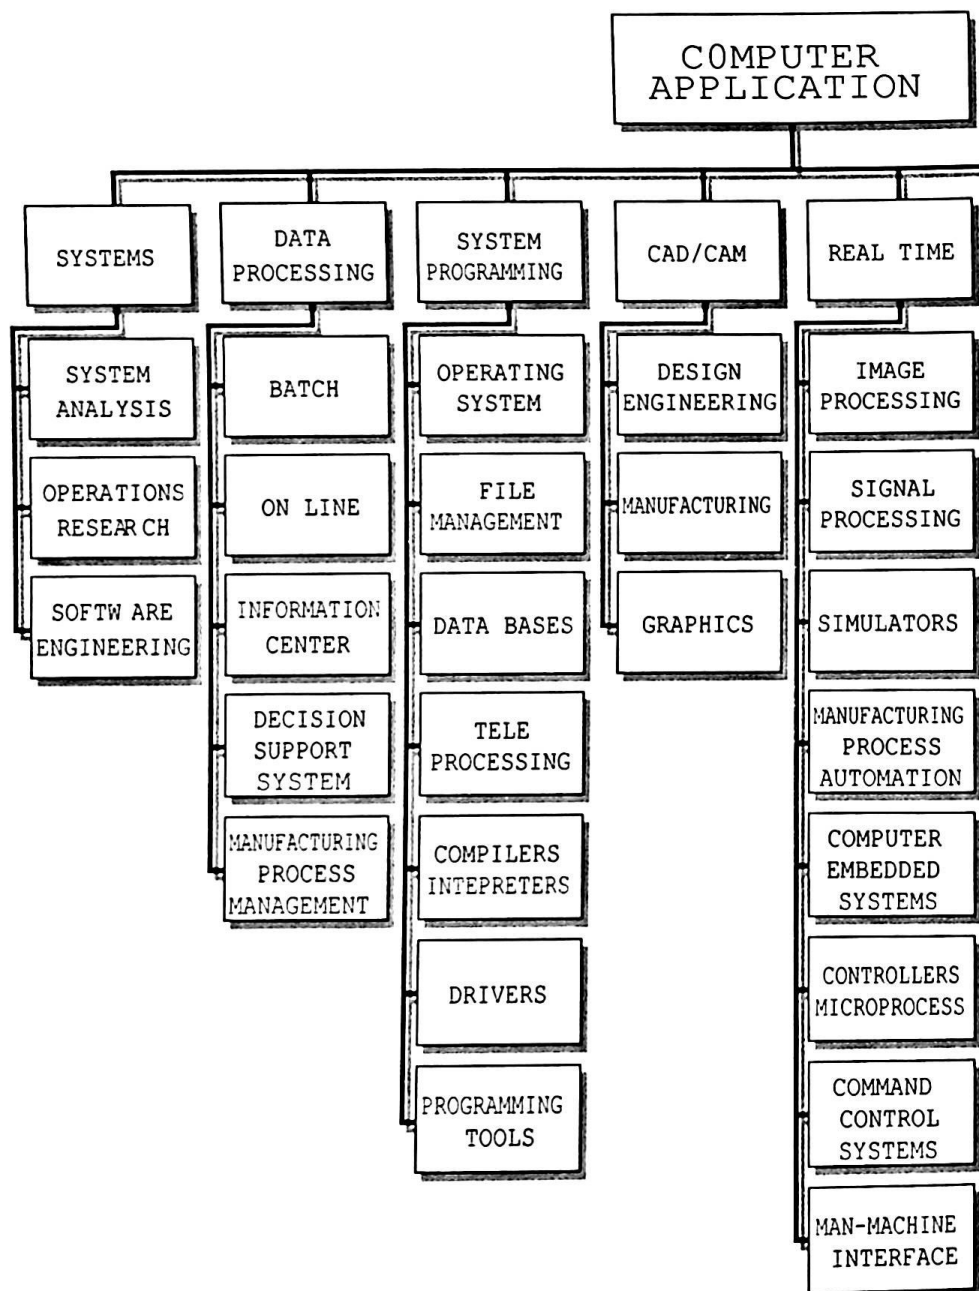 COMPUTER
APPLICATION
SYSTEMS
DATA
PROCESSING
SYSTEM
PROGRAMMING
CAD/CAM
REAL TIME
SYSTEM
ANALYSIS
OPERATIONS
RESEARCH
SOFTW ARE
ENGINEERING
BATCH
ON LINE
INFORMATION
CENTER
DECISION
SUPPORT
SYSTEM
MANUFACTURING
PROCESS
MANAGEMENT
OPERATING
SYSTEM
FILE
MANAGEMENT
DATA BASES
TELE
PROCESSING
COMPILERS
INTEPRETERS
DRIVERS
PROGRAMMING
TOOLS
DESIGN
ENGINEERING
MANUFACTURING
GRAPHICS
IMAGE
PROCESSING
SIGNAL
PROCESSING
SIMULATORS
MANUFACTURING
PROCESS
AUTOMATION
COMPUTER
EMBEDDED
SYSTEMS
CONTROLLERS
MICROPROCESS
COMMAND
CONTROL
SYSTEMS
MAN-MACHINE
INTERFACE